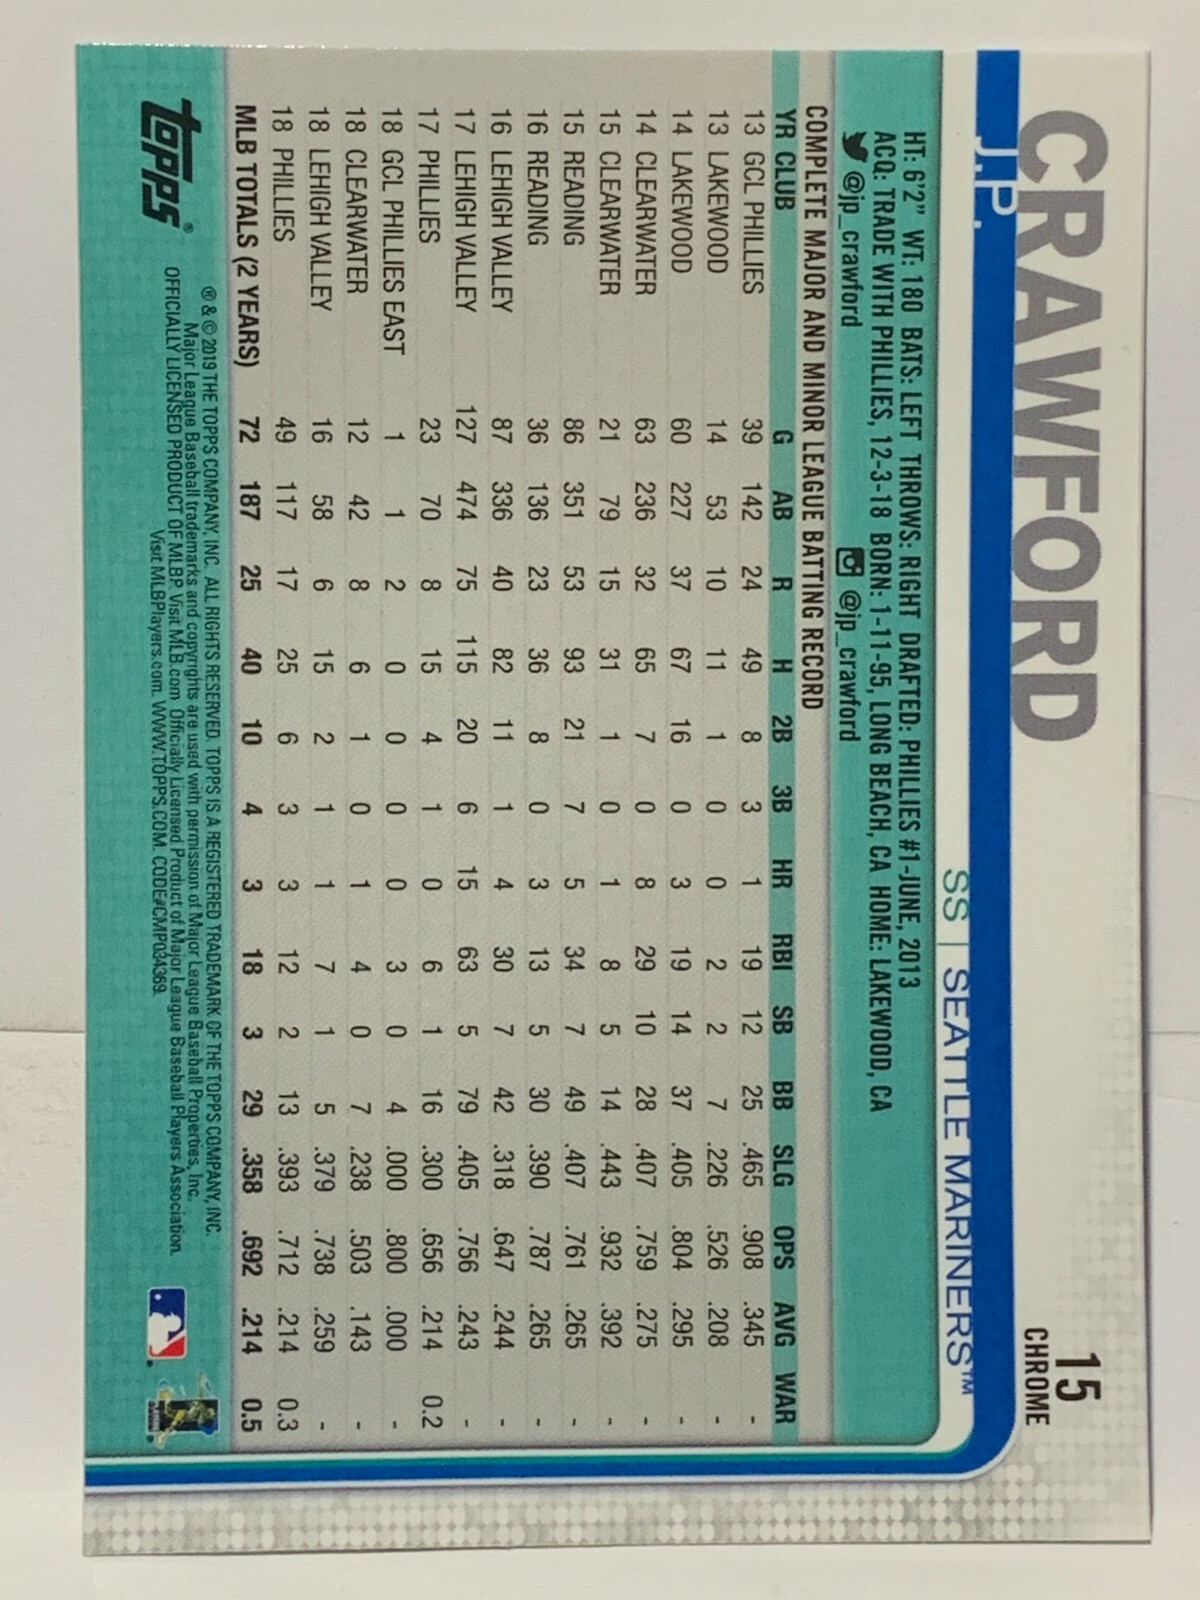 15
CHROME
CRAWFORD
J.P.
SS | SEATTLE MARINERS™
HT: 6'2" WT: 180 BATS: LEFT THROWS: RIGHT DRAFTED: PHILLIES #1-JUNE, 2013
ACQ: TRADE WITH PHILLIES, 12-3-18 BORN: 1-11-95, LONG BEACH, CA HOME: LAKEWOOD, CA
@jp_crawford @jp_crawford
COMPLETE MAJOR AND MINOR LEAGUE BATTING RECORD
YR CLUB G AB R H 2B 3B HR RBI SB BB SLG OPS AVG WAR
13 GCL PHILLIES 39 142 24 49 8 3 1 19 12 25 .465 .908 .345 -
13 LAKEWOOD 14 53 10 11 1 0 0 2 2 7 .226 .526 .208 -
14 LAKEWOOD 60 227 37 67 16 0 3 19 14 37 .405 .804 .295 -
14 CLEARWATER 63 236 32 65 7 0 8 29 10 28 .407 .759 .275 -
15 CLEARWATER 21 79 15 31 1 0 1 8 5 14 .443 .932 .392 -
15 READING 86 351 53 93 21 7 5 34 7 49 .407 .761 .265 -
16 READING 36 136 23 36 8 0 3 13 5 30 .390 .787 .265 -
16 LEHIGH VALLEY 87 336 40 82 11 1 4 30 7 42 .318 .647 .244 -
17 LEHIGH VALLEY 127 474 75 115 20 6 15 63 5 79 .405 .756 .243 -
17 PHILLIES 23 70 8 15 4 1 0 6 1 16 .300 .656 .214 0.2
18 GCL PHILLIES EAST 1 1 2 0 0 0 0 3 0 4 .000 .800 .000 -
18 CLEARWATER 12 42 8 6 1 0 1 4 0 7 .238 .503 .143 -
18 LEHIGH VALLEY 16 58 6 15 2 1 1 7 1 5 .379 .738 .259 -
18 PHILLIES 49 117 17 25 6 3 3 12 2 13 .393 .712 .214 0.3
MLB TOTALS (2 YEARS) 72 187 25 40 10 4 3 18 3 29 .358 .692 .214 0.5
topps®
® & © 2019 THE TOPPS COMPANY, INC. ALL RIGHTS RESERVED. TOPPS IS A REGISTERED TRADEMARK OF THE TOPPS COMPANY, INC.
Major League Baseball trademarks and copyrights are used with permission of Major League Baseball Properties, Inc.
OFFICIALLY LICENSED PRODUCT OF MLBP. Visit MLB.com Officially Licensed Product of Major League Baseball Players Association.
Visit MLBPlayers.com. WWW.TOPPS.COM. CODE#CMP034369